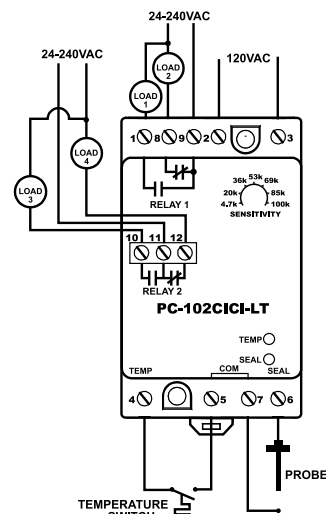 24-240VAC
24-240VAC
120VAC
LOAD
2
LOAD
1
LOAD
4
LOAD
3
1 8 9 2 3
RELAY 1
36k 53k 69k
20k 85k
4.7k 100k
SENSITIVITY
10 11 12
RELAY 2
PC-102CICI-LT
TEMP
SEAL
TEMP COM SEAL
4 5 7 6
PROBE
TEMPERATURE
SWITCH